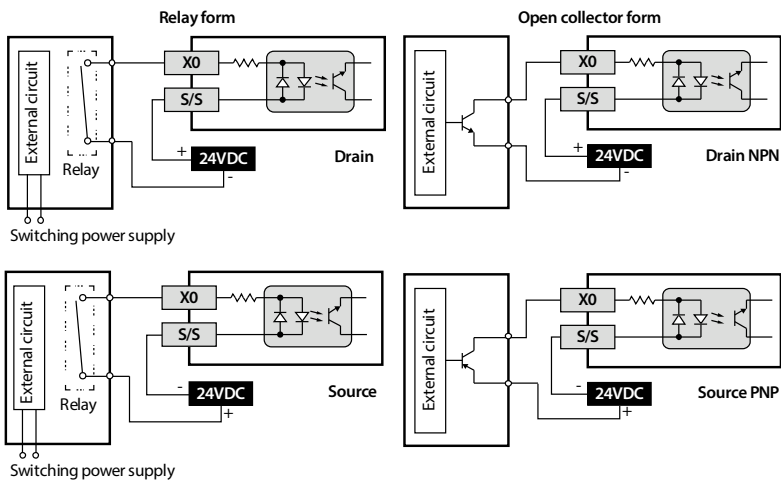 Relay form
External circuit
Relay
X0
S/S
+
24VDC
-
Drain
Switching power supply
Open collector form
External circuit
X0
S/S
+
24VDC
-
Drain NPN
External circuit
Relay
X0
S/S
-
24VDC
+
Source
Switching power supply
External circuit
X0
S/S
-
24VDC
+
Source PNP